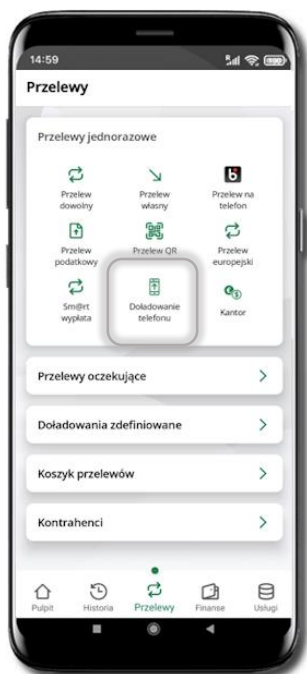 14:59
Przelewy
Przelewy jednorazowe
Przelew
dowolny
Przelew
własny
Przelew na
telefon
Przelew
podatkowy
Przelew QR
Przelew
europejski
Sm@rt
wypłata
Doładowanie
telefonu
Kantor
Przelewy oczekujące
Doładowania zdefiniowane
Koszyk przelewów
Kontrahenci
Pulpit
Historia
Przelewy
Finanse
Usługi